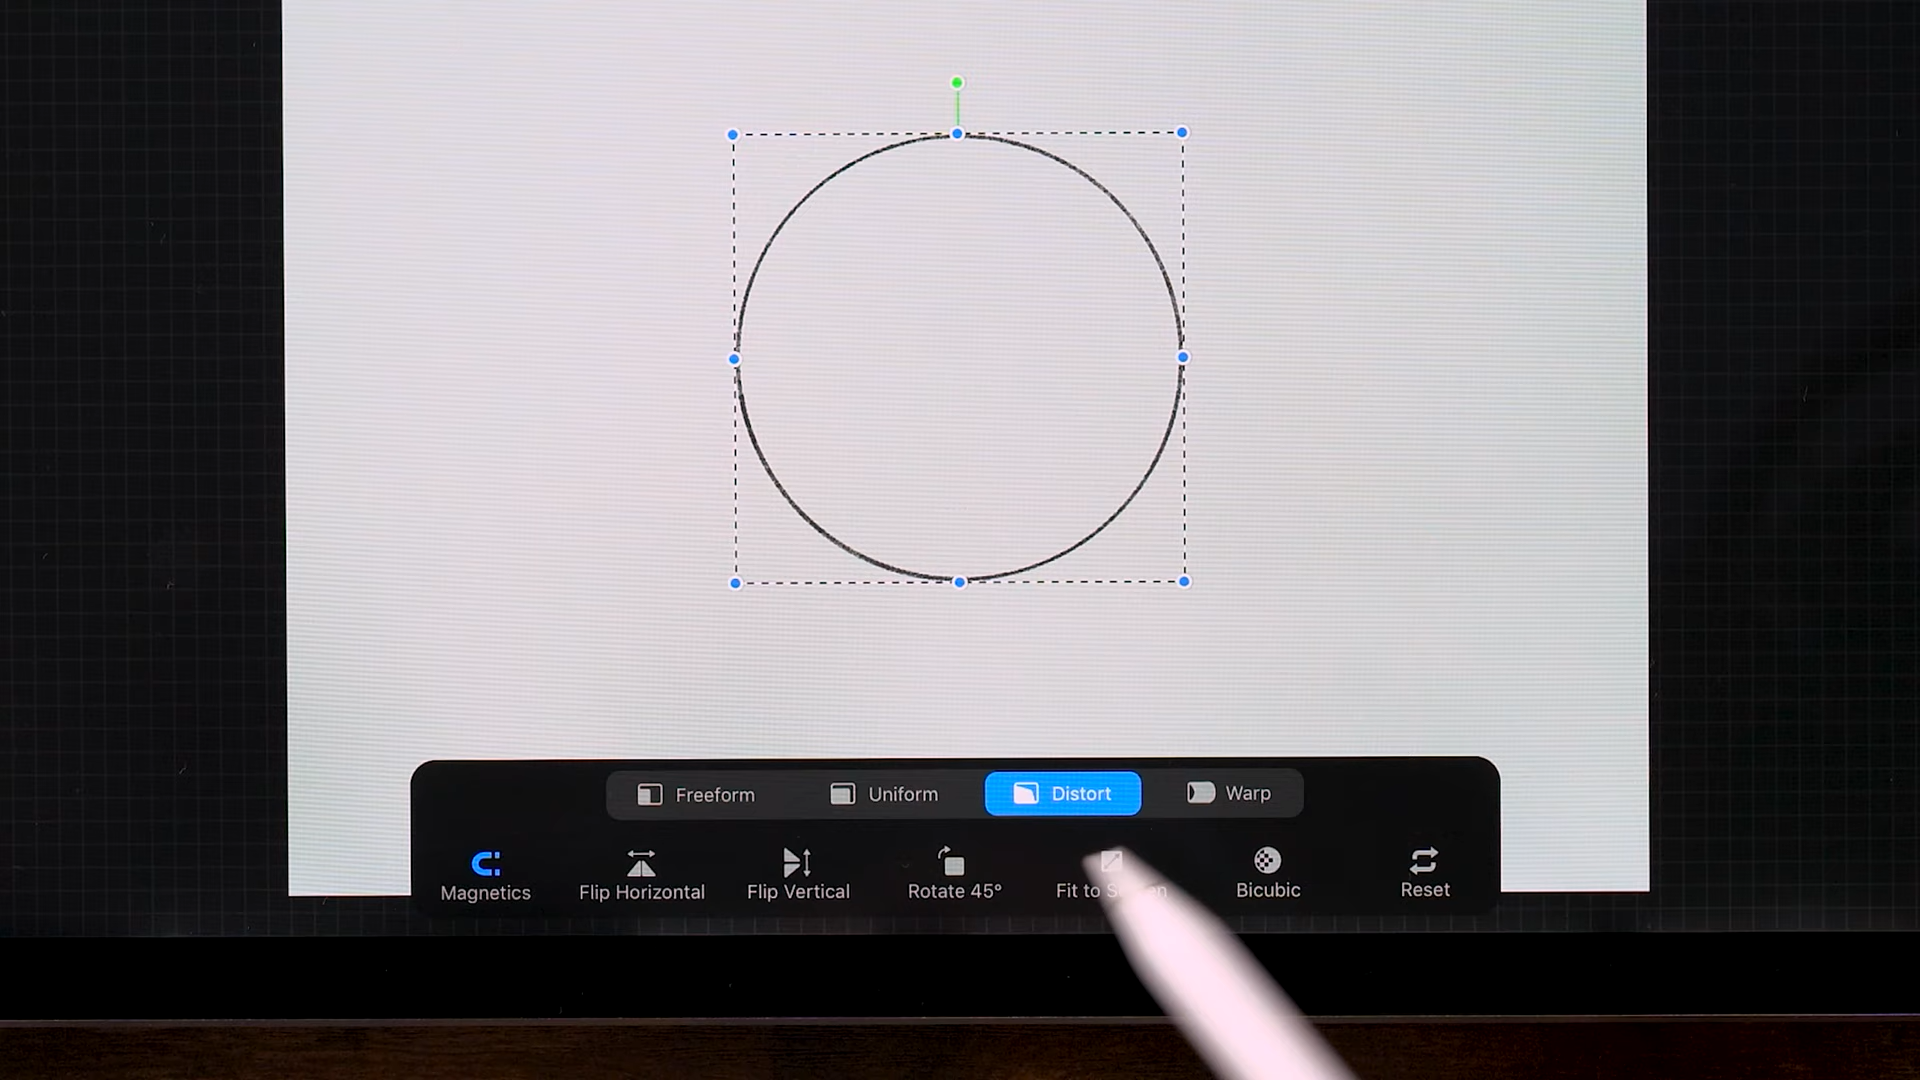 Freeform Uniform Distort Warp
Magnetics Flip Horizontal Flip Vertical Rotate 45° Fit to Bicubic Reset